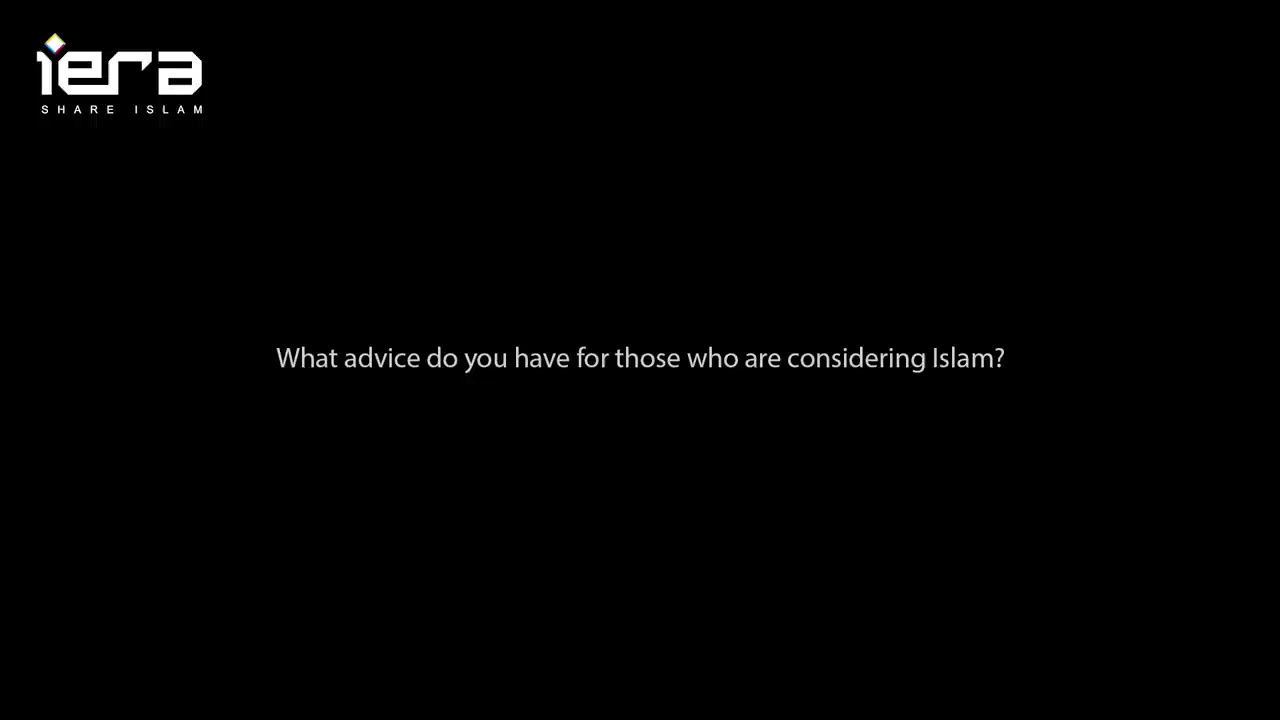 iera
SHARE ISLAM
What advice do you have for those who are considering Islam?